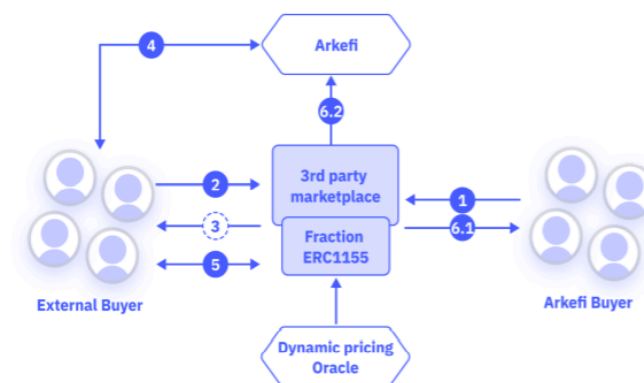 Arkefi
4
6.2
3rd party
marketplace
2
1
3
Fraction
ERC1155
6.1
5
External Buyer
Arkefi Buyer
Dynamic pricing
Oracle